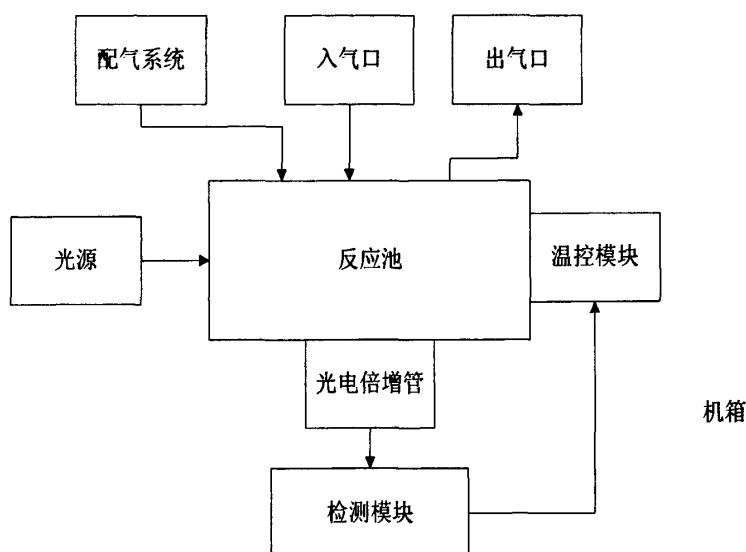 配气系统
入气口
出气口
光源
反应池
温控模块
光电倍增管
机箱
检测模块